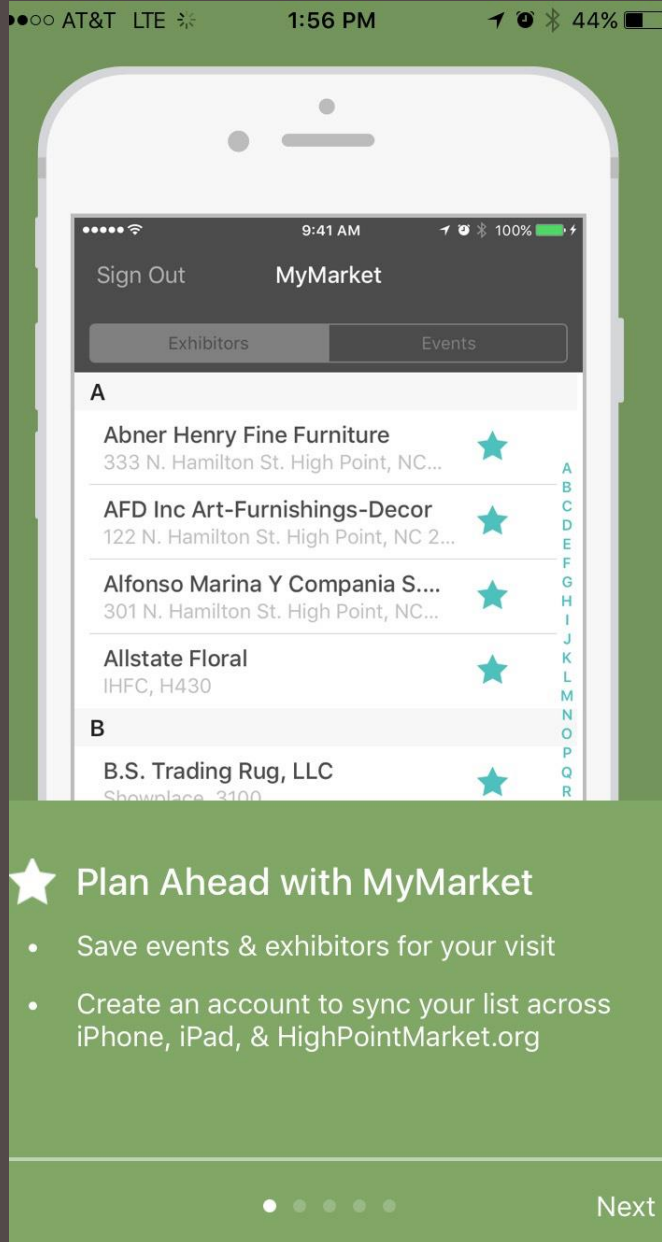 AT&T LTE 1:56 PM 44%
9:41 AM 100%
Sign Out MyMarket
Exhibitors Events
A
Abner Henry Fine Furniture
333 N. Hamilton St. High Point, NC...
AFD Inc Art-Furnishings-Decor
122 N. Hamilton St. High Point, NC 2...
Alfonso Marina Y Compania S....
301 N. Hamilton St. High Point, NC...
Allstate Floral
IHFC, H430
B
B.S. Trading Rug, LLC
Showplace, 3100
A
B
C
D
E
F
G
H
I
J
K
L
M
N
O
P
Q
R
Plan Ahead with MyMarket
• Save events & exhibitors for your visit
• Create an account to sync your list across
iPhone, iPad, & HighPointMarket.org
Next